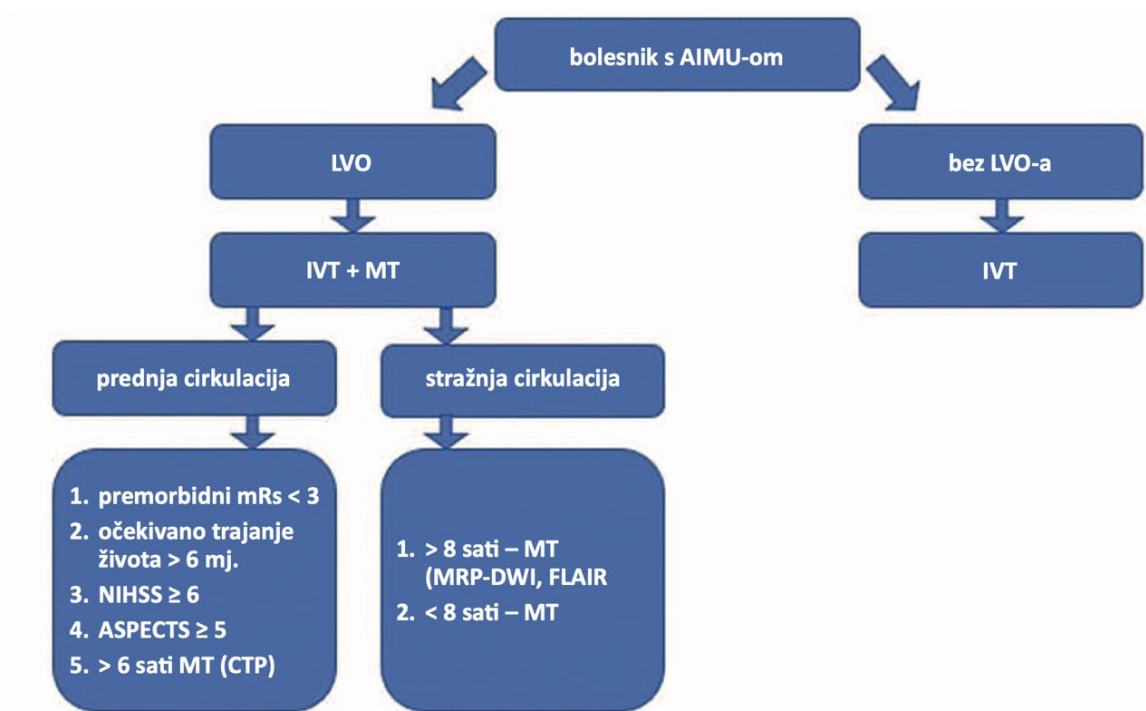 bolesnik s AIMU-om
LVO
bez LVO-a
IVT + MT
IVT
prednja cirkulacija
stražnja cirkulacija
1. premorbidni mRs < 3
2. očekivano trajanje
života > 6 mj.
3. NIHSS ≥ 6
4. ASPECTS ≥ 5
5. > 6 sati MT (CTP)
1. > 8 sati – MT
(MRP-DWI, FLAIR
2. < 8 sati – MT